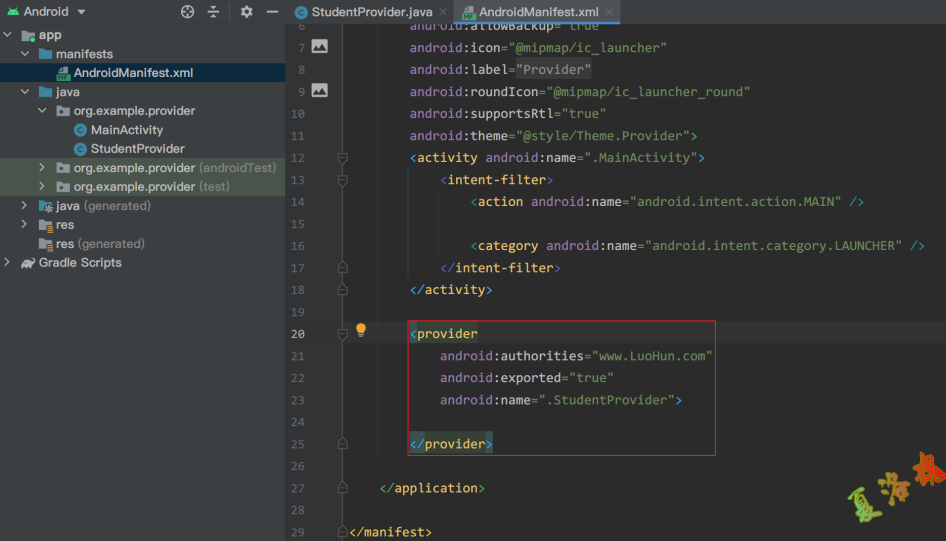 Android
app
manifests
AndroidManifest.xml
java
org.example.provider
MainActivity
StudentProvider
org.example.provider (androidTest)
org.example.provider (test)
java (generated)
res
res (generated)
Gradle Scripts
StudentProvider.java
AndroidManifest.xml
6 android:allowBackup="true"
7 android:icon="@mipmap/ic_launcher"
8 android:label="Provider"
9 android:roundIcon="@mipmap/ic_launcher_round"
10 android:supportsRtl="true"
11 android:theme="@style/Theme.Provider">
12 <activity android:name=".MainActivity">
13 <intent-filter>
14 <action android:name="android.intent.action.MAIN" />
15
16 <category android:name="android.intent.category.LAUNCHER" />
17 </intent-filter>
18 </activity>
19
20 <provider
21 android:authorities="www.LuoHun.com"
22 android:exported="true"
23 android:name=".StudentProvider">
24
25 </provider>
26
27 </application>
28
29 </manifest>